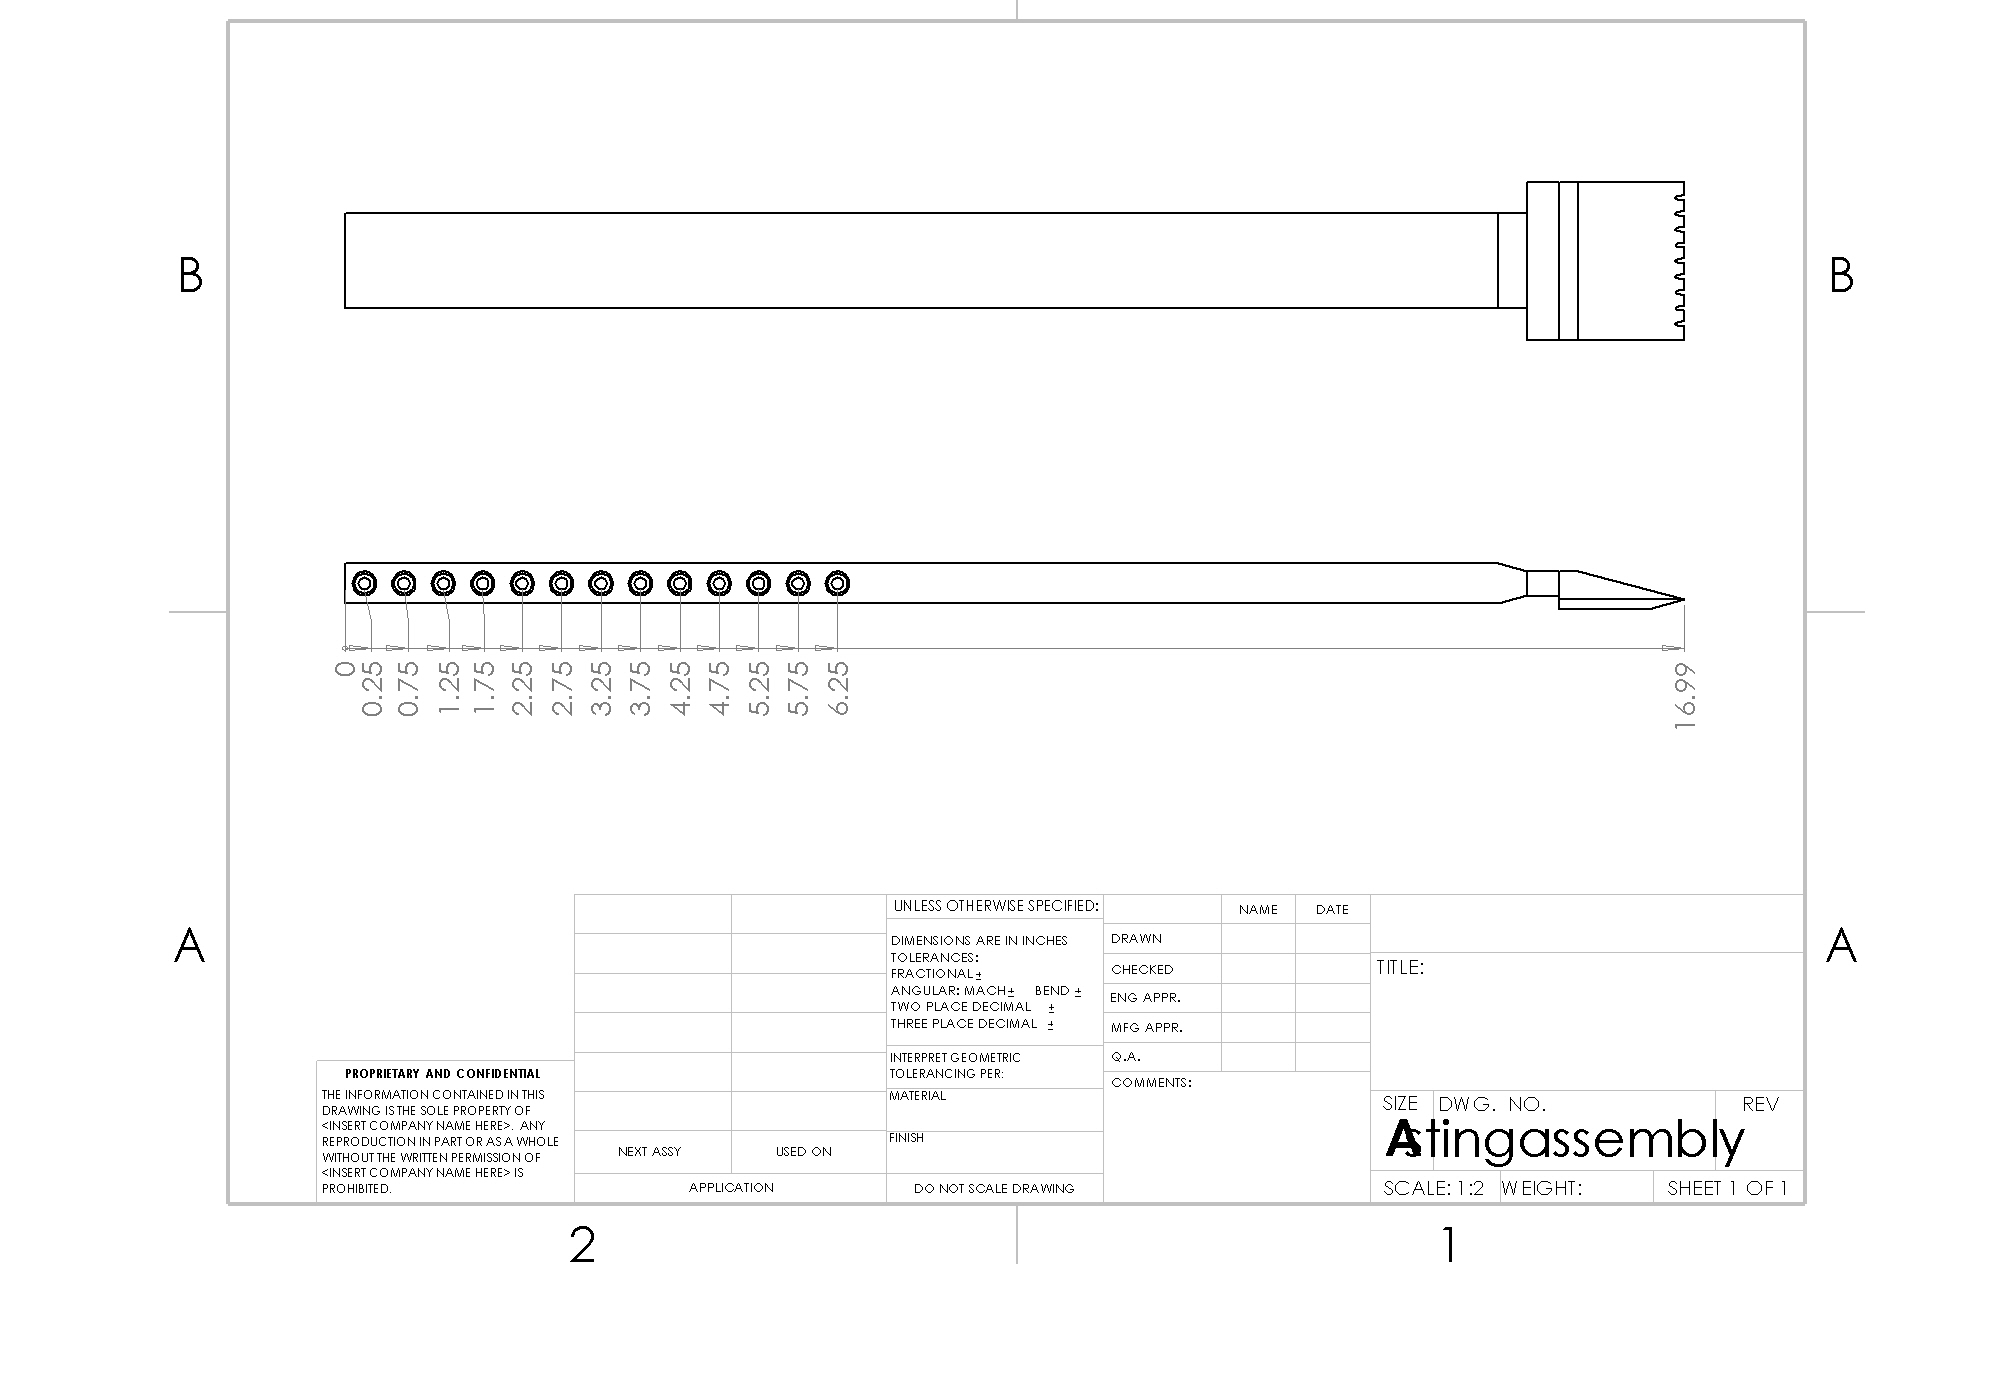 B
B
0
0.25
0.75
1.25
1.75
2.25
2.75
3.25
3.75
4.25
4.75
5.25
5.75
6.25
16.99
A
A
PROPRIETARY AND CONFIDENTIAL
THE INFORMATION CONTAINED IN THIS
DRAWING IS THE SOLE PROPERTY OF
<INSERT COMPANY NAME HERE>. ANY
REPRODUCTION IN PART OR AS A WHOLE
WITHOUT THE WRITTEN PERMISSION OF
<INSERT COMPANY NAME HERE> IS
PROHIBITED.
NEXT ASSY
USED ON
APPLICATION
UNLESS OTHERWISE SPECIFIED:
DIMENSIONS ARE IN INCHES
TOLERANCES:
FRACTIONAL ±
ANGULAR: MACH ± BEND ±
TWO PLACE DECIMAL ±
THREE PLACE DECIMAL ±
INTERPRET GEOMETRIC
TOLERANCING PER:
MATERIAL
FINISH
DO NOT SCALE DRAWING
NAME
DATE
DRAWN
CHECKED
ENG APPR.
MFG APPR.
Q.A.
COMMENTS:
TITLE:
SIZE
DWG. NO.
REV
A
stingassembly
SCALE: 1:2
WEIGHT:
SHEET 1 OF 1
2
1